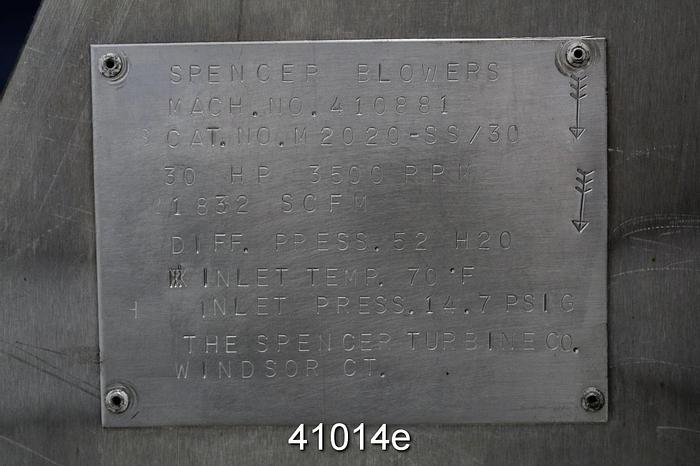 SPENCER BLOWERS
MACH.NO.410881
CAT.NO.M2020-SS/30
30 HP 3500 RPM
1832 SCFM
DIFF. PRESS.52 H20
INLET TEMP. 70°F
INLET PRESS.14.7 PSIG
THE SPENCER TURBINE CO.
WINDSOR CT.
41014e